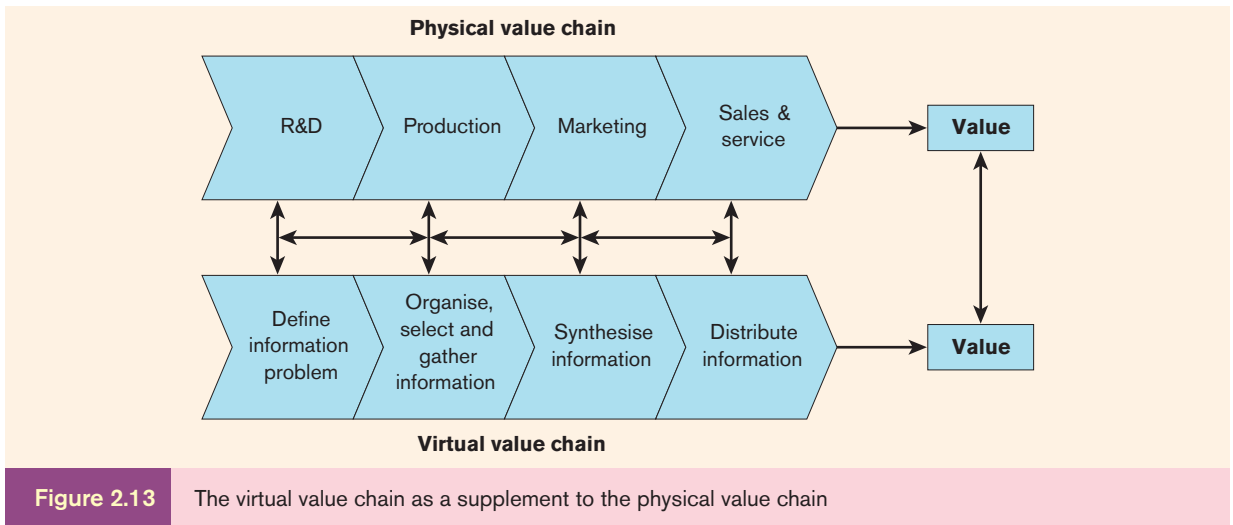 Physical value chain
R&D
Production
Marketing
Sales &
service
Value
Define
information
problem
Organise,
select and
gather
information
Synthesise
information
Distribute
information
Value
Virtual value chain
Figure 2.13 The virtual value chain as a supplement to the physical value chain